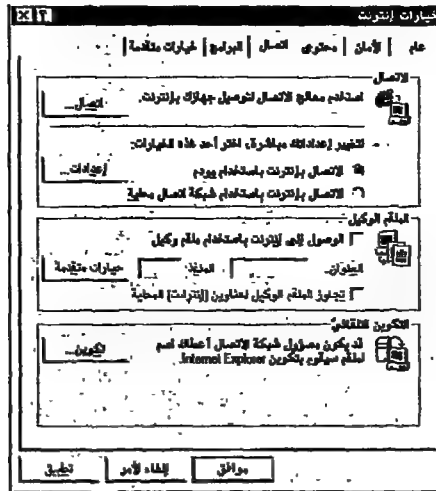 خيارات إنترنت
عام | الأمان | محتوى | اتصال | البرامج | خيارات متقدمة
الاتصال
استخدم معالج الاتصال لتوصيل جهازك بإنترنت.
اتصال...
لتغيير إعداداتك مباشرة، اختر أحد هذه الخيارات:
الاتصال بإنترنت باستخدام مودم
إعدادات...
الاتصال بإنترنت باستخدام شبكة اتصال محلية
الملقم الوكيل
الوصول إلى إنترنت باستخدام ملقم وكيل
العنوان: المنفذ: خيارات متقدمة
تجاوز الملقم الوكيل لعناوين [إنترانت] المحلية
التكوين التلقائي
قد يكون مسؤول شبكة الاتصال أعطاك اسم
لملقم سيقوم بتكوين Internet Explorer.
تكوين...
موافق إلغاء الأمر تطبيق